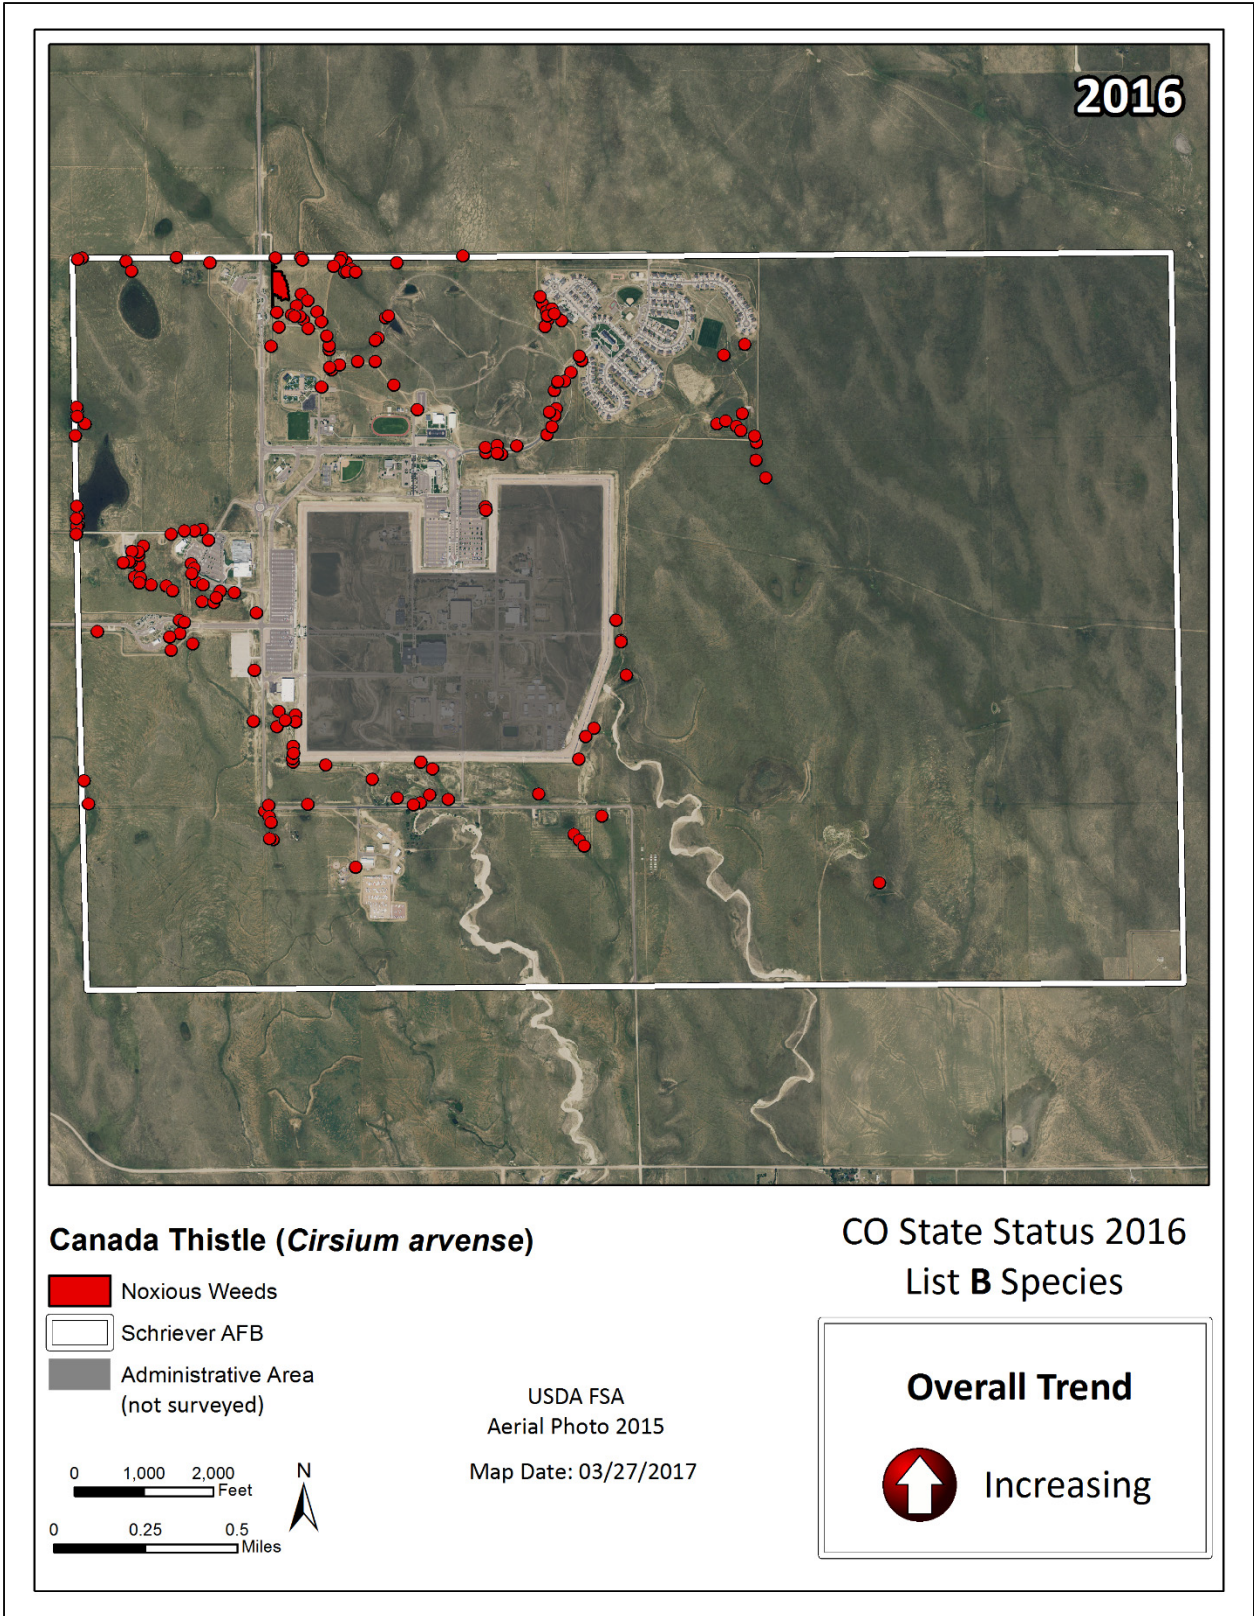 2016
Canada Thistle (Cirsium arvense)
Noxious Weeds
Schriever AFB
Administrative Area
(not surveyed)
0 1,000 2,000
Feet
0 0.25 0.5
Miles
N
USDA FSA
Aerial Photo 2015
Map Date: 03/27/2017
CO State Status 2016
List B Species
Overall Trend
Increasing